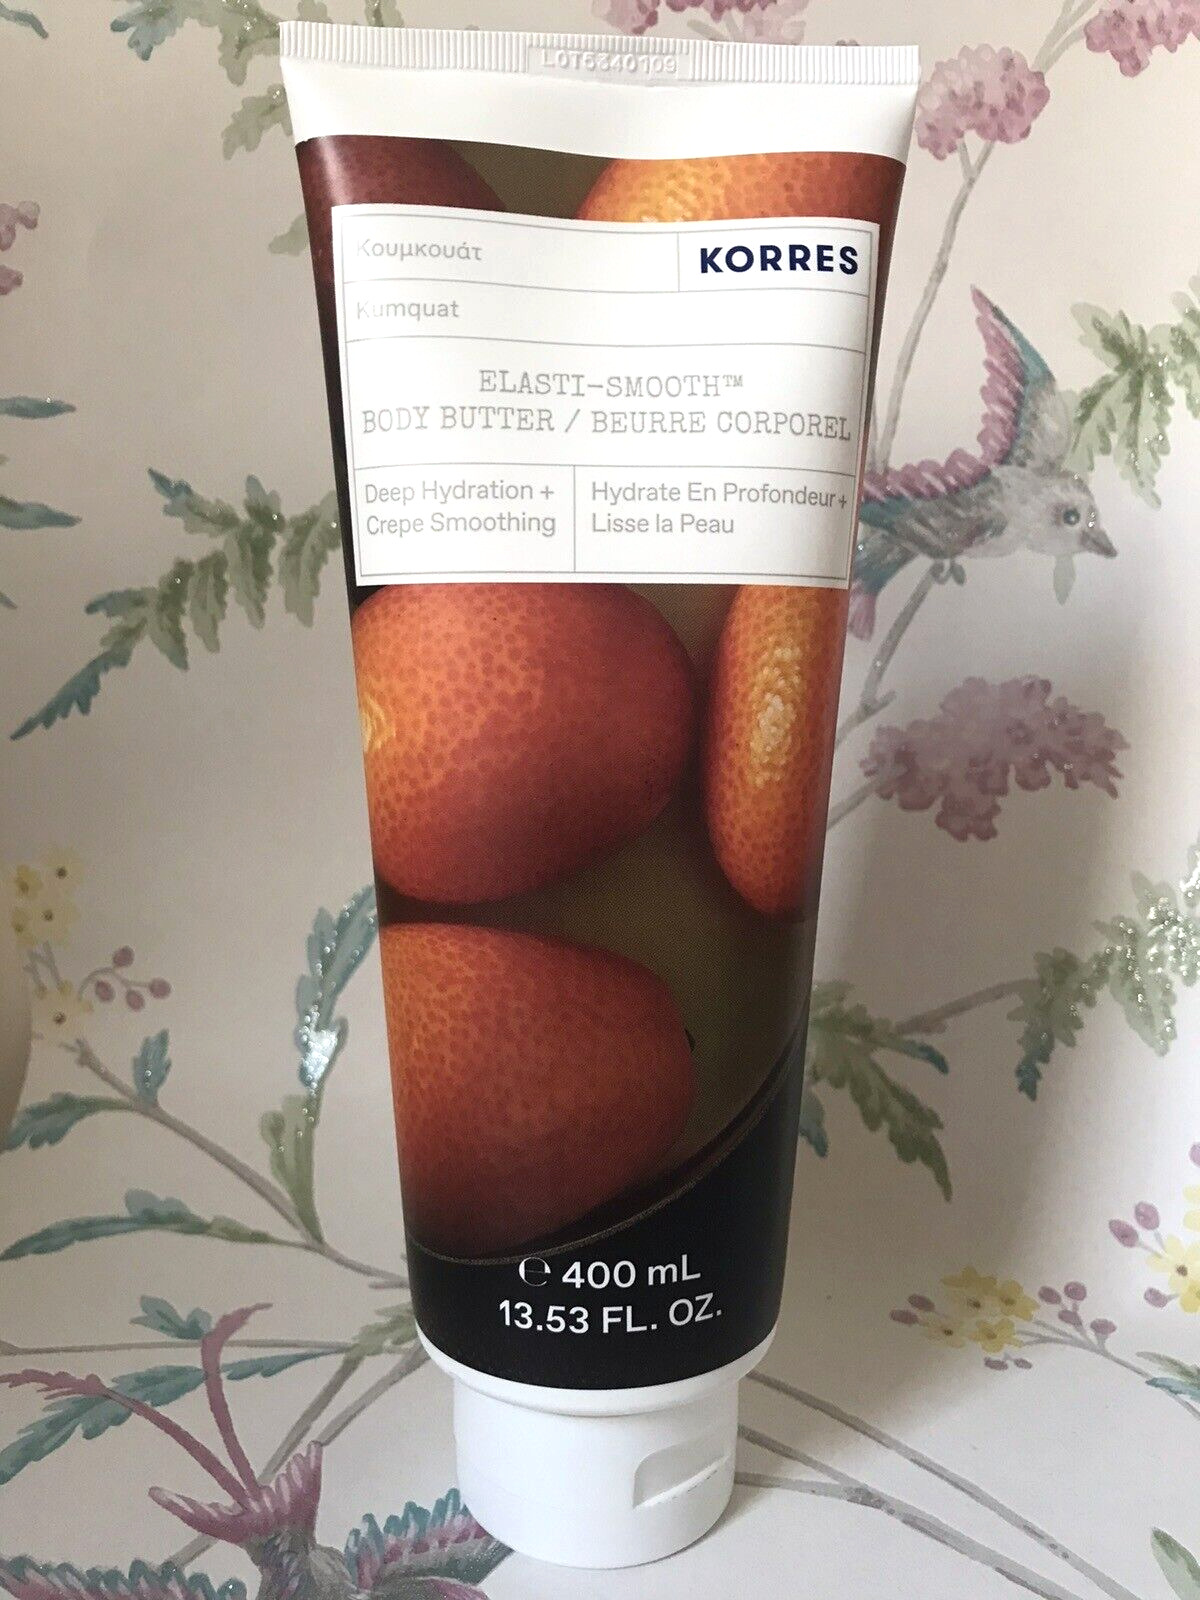 LOT5340109
Κουμκουάτ
KORRES
Kumquat
ELASTI-SMOOTH™
BODY BUTTER / BEURRE CORPOREL
Deep Hydration +
Crepe Smoothing
Hydrate En Profondeur+
Lisse la Peau
℮ 400 mL
13.53 FL. OZ.